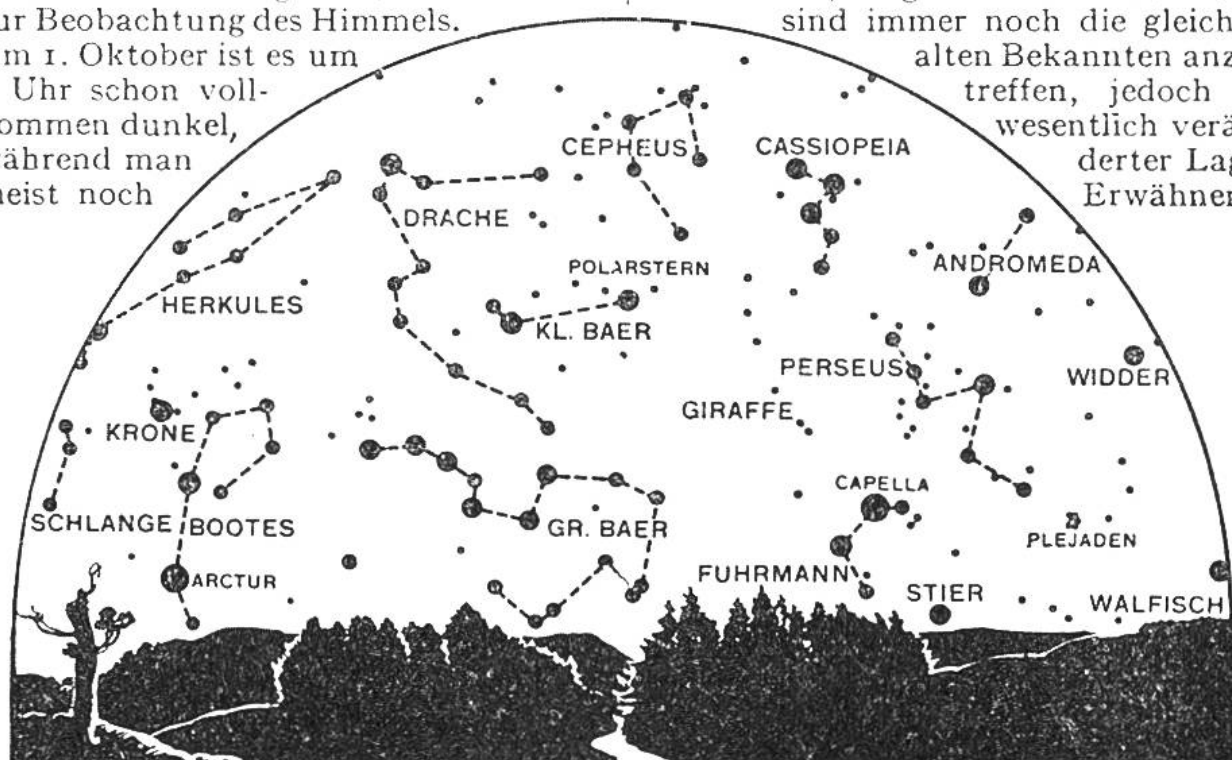 ur Beobachtung des Himmels.
m 1. Oktober ist es um
Uhr schon voll-
ommen dunkel,
während man
meist noch
sind immer noch die gleich
alten Bekannten anz
treffen, jedoch
wesentlich verä
derter Lag
Erwähnen
CEPHEUS
CASSIOPEIA
DRACHE
POLARSTERN
ANDROMEDA
HERKULES
KL. BAER
PERSEUS
WIDDER
GIRAFFE
KRONE
CAPELLA
SCHLANGE
BOOTES
GR. BAER
PLEJADEN
ARCTUR
FUHRMANN
STIER
WALFISCH